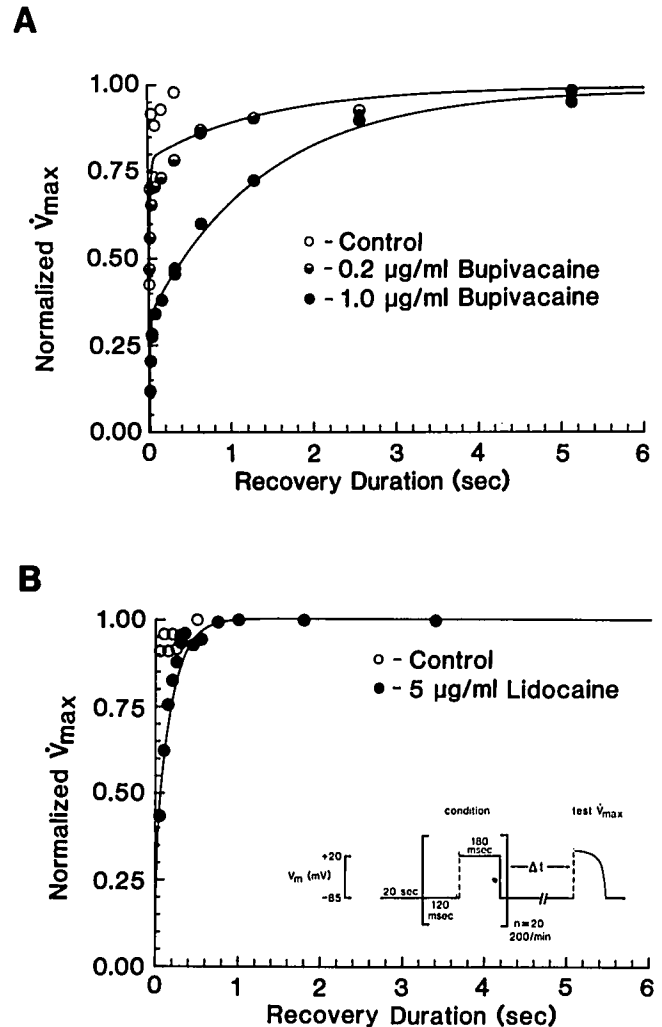 A
1.00
0.75
0.50
0.25
0.00
Normalized V̇max
○ - Control
◓ - 0.2 µg/ml Bupivacaine
● - 1.0 µg/ml Bupivacaine
0 1 2 3 4 5 6
Recovery Duration (sec)
B
1.00
0.75
0.50
0.25
0.00
Normalized V̇max
○ - Control
● - 5 µg/ml Lidocaine
condition
test V̇max
180
msec
+20
Vm (mV)
-85
20 sec
120
msec
Δt
n=20
200/min
0 1 2 3 4 5 6
Recovery Duration (sec)